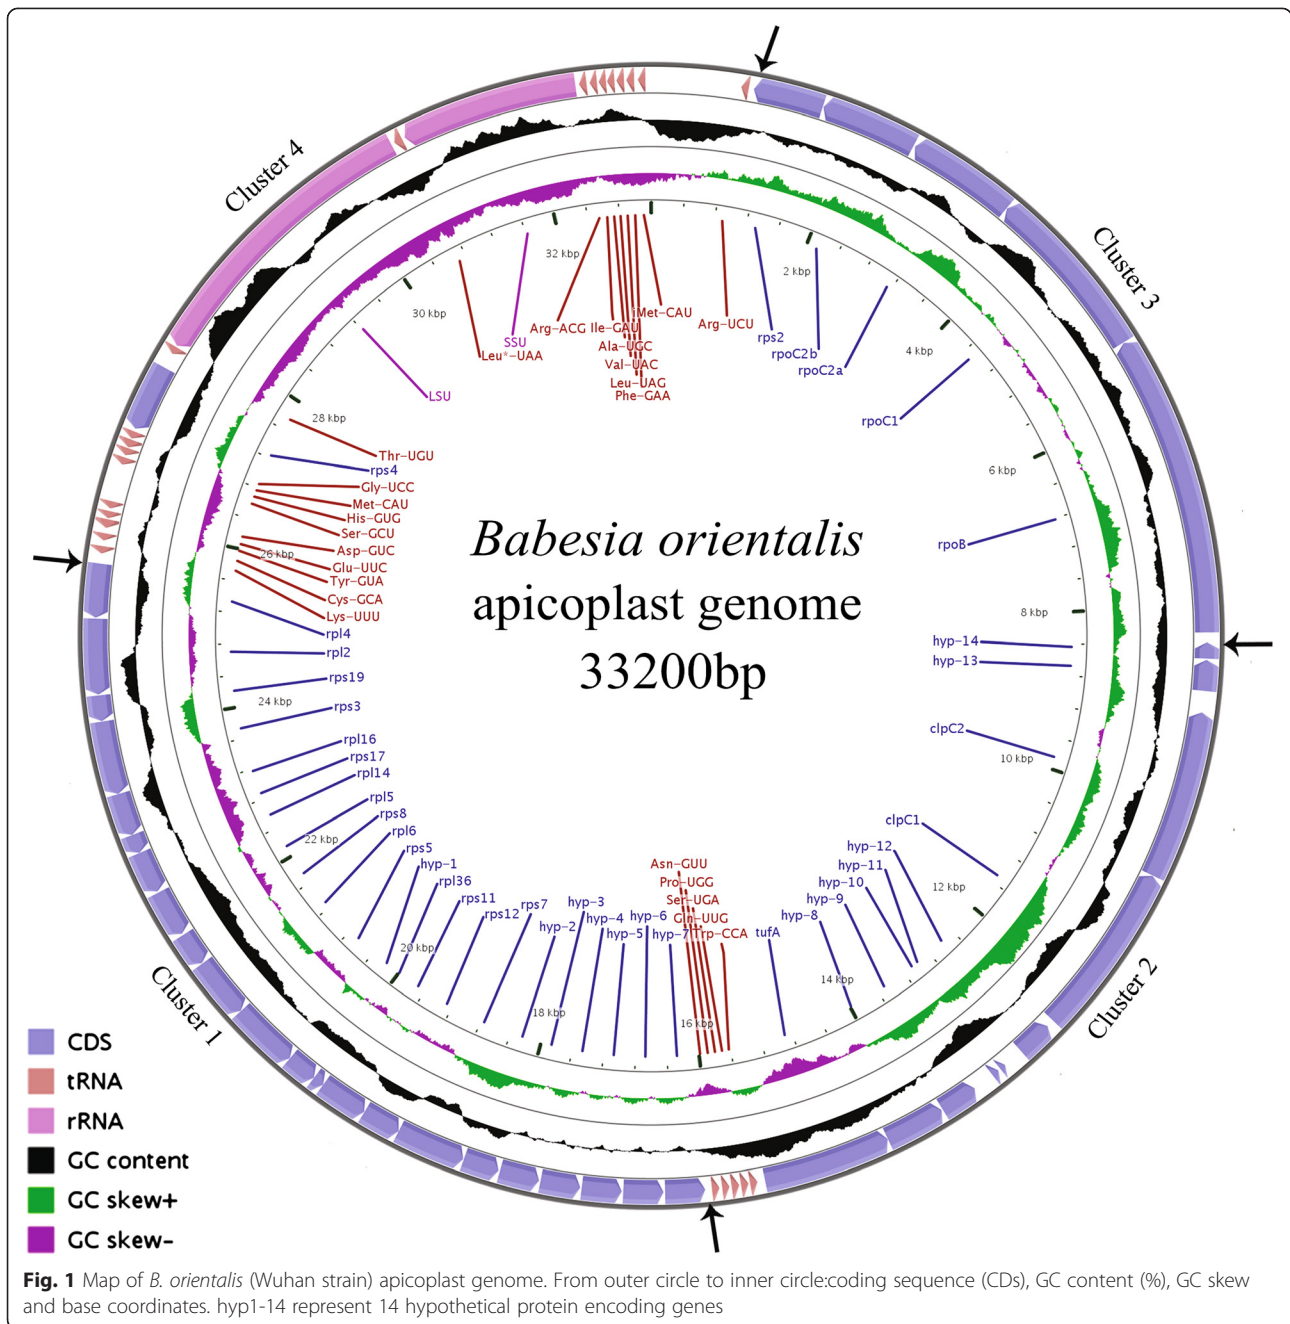 Cluster 4
Cluster 3
32 kbp
2 kbp
30 kbp
4 kbp
28 kbp
6 kbp
26 kbp
8 kbp
24 kbp
10 kbp
22 kbp
12 kbp
20 kbp
14 kbp
18 kbp
16 kbp
Met-CAU
Arg-ACG
Ile-GAU
Arg-UCU
Ala-UGC
Val-UAC
Leu-UAG
Phe-GAA
SSU
Leu*-UAA
LSU
rps2
rpoC2b
rpoC2a
rpoC1
rpoB
hyp-14
hyp-13
clpC2
clpC1
hyp-12
hyp-11
hyp-10
hyp-9
hyp-8
tufA
Thr-UGU
rps4
Gly-UCC
Met-CAU
His-GUG
Ser-GCU
Asp-GUC
Glu-UUC
Tyr-GUA
Cys-GCA
Lys-UUU
rpl4
rpl2
rps19
rps3
rpl16
rps17
rpl14
rpl5
rps8
rpl6
rps5
hyp-1
rpl36
rps11
rps12
rps7
hyp-2
hyp-3
hyp-4
hyp-5
hyp-6
hyp-7
Asn-GUU
Pro-UGG
Ser-UGA
Gln-UUG
rp-CCA
Babesia orientalis
apicoplast genome
33200bp
Cluster 1
Cluster 2
CDS
tRNA
rRNA
GC content
GC skew+
GC skew-
Fig. 1 Map of B. orientalis (Wuhan strain) apicoplast genome. From outer circle to inner circle:coding sequence (CDs), GC content (%), GC skew
and base coordinates. hyp1-14 represent 14 hypothetical protein encoding genes